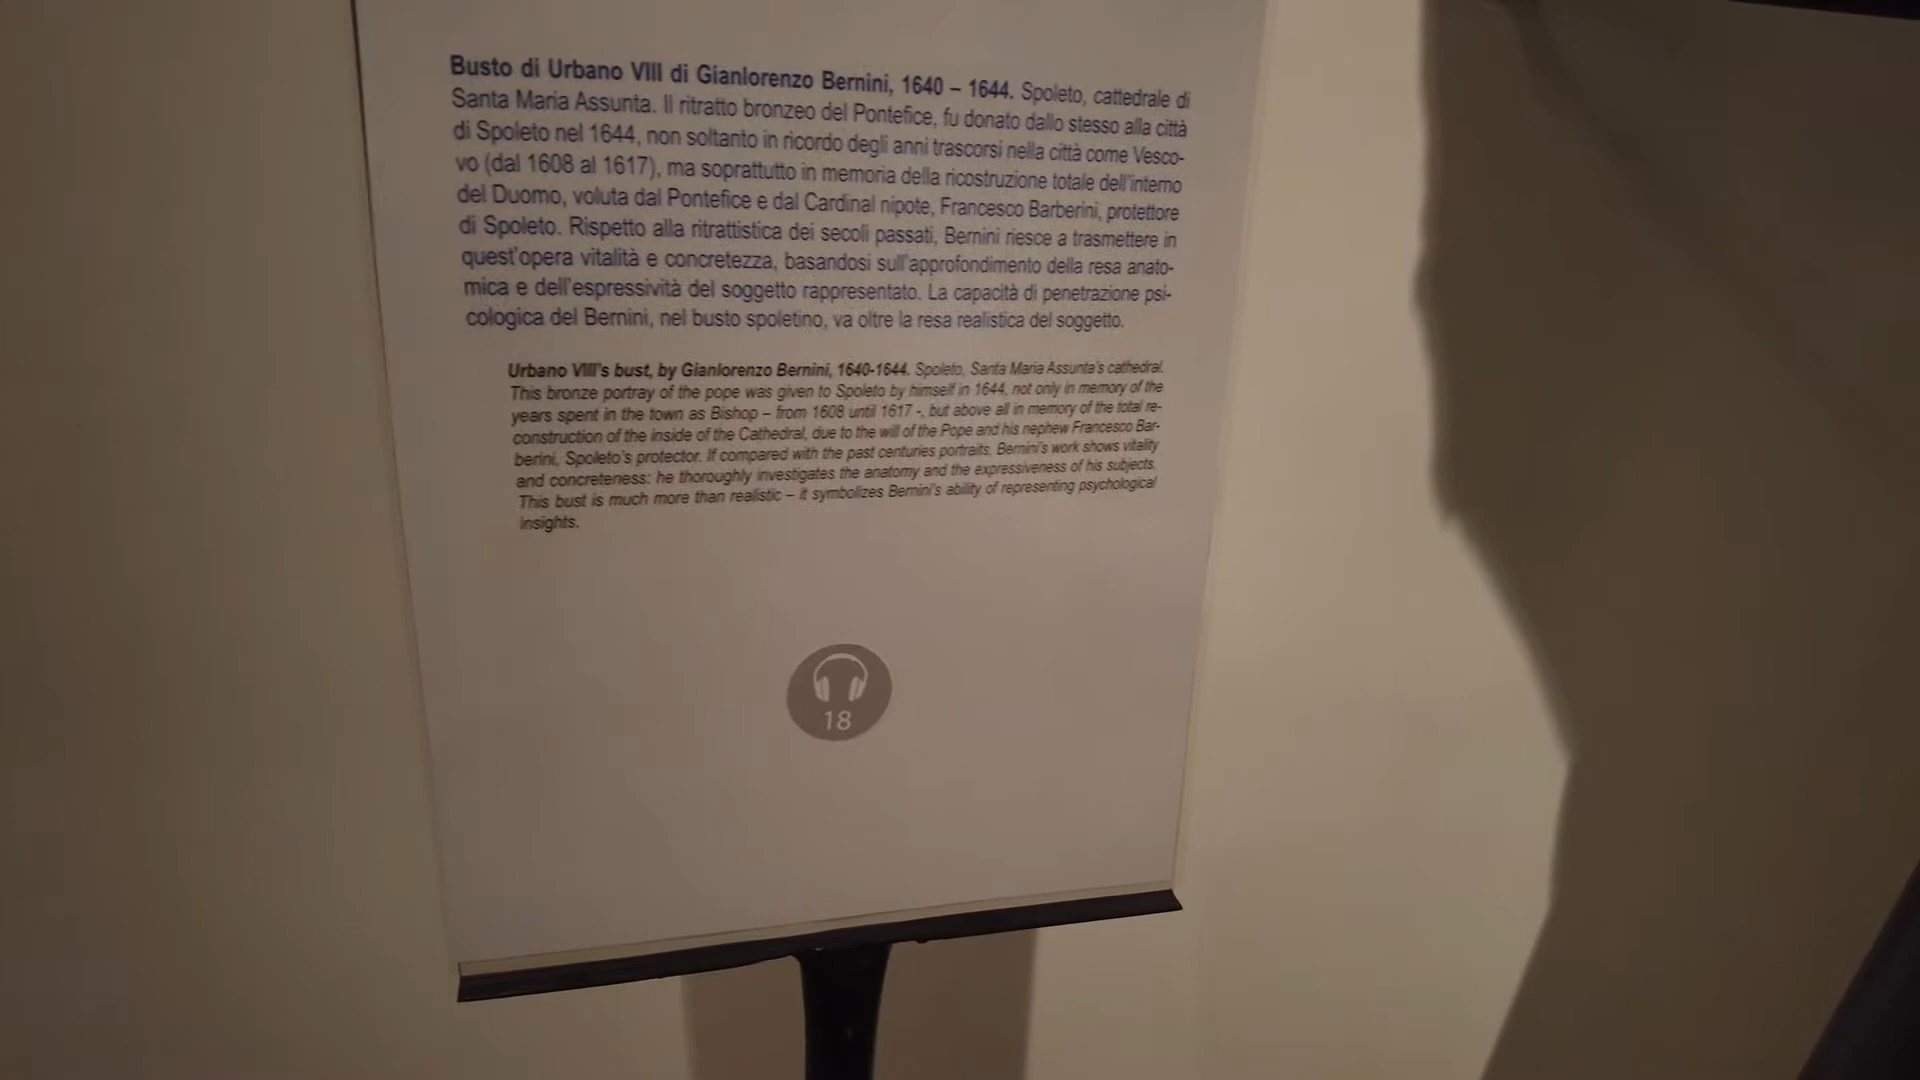 Busto di Urbano VIII di Gianlorenzo Bernini, 1640 – 1644. Spoleto, cattedrale di
Santa Maria Assunta. Il ritratto bronzeo del Pontefice, fu donato dallo stesso alla città
di Spoleto nel 1644, non soltanto in ricordo degli anni trascorsi nella città come Vesco-
vo (dal 1608 al 1617), ma soprattutto in memoria della ricostruzione totale dell'interno
del Duomo, voluta dal Pontefice e dal Cardinal nipote, Francesco Barberini, protettore
di Spoleto. Rispetto alla ritrattistica dei secoli passati, Bernini riesce a trasmettere in
quest'opera vitalità e concretezza, basandosi sull'approfondimento della resa anato-
mica e dell'espressività del soggetto rappresentato. La capacità di penetrazione psi-
cologica del Bernini, nel busto spoletino, va oltre la resa realistica del soggetto.
Urbano VIII's bust, by Gianlorenzo Bernini, 1640-1644. Spoleto, Santa Maria Assunta's cathedral.
This bronze portray of the pope was given to Spoleto by himself in 1644, not only in memory of the
years spent in the town as Bishop – from 1608 until 1617 -, but above all in memory of the total re-
construction of the inside of the Cathedral, due to the will of the Pope and his nephew Francesco Bar-
berini, Spoleto's protector. If compared with the past centuries portraits, Bernini's work shows vitality
and concreteness: he thoroughly investigates the anatomy and the expressiveness of his subjects.
This bust is much more than realistic – it symbolizes Bernini's ability of representing psychological
insights.
18